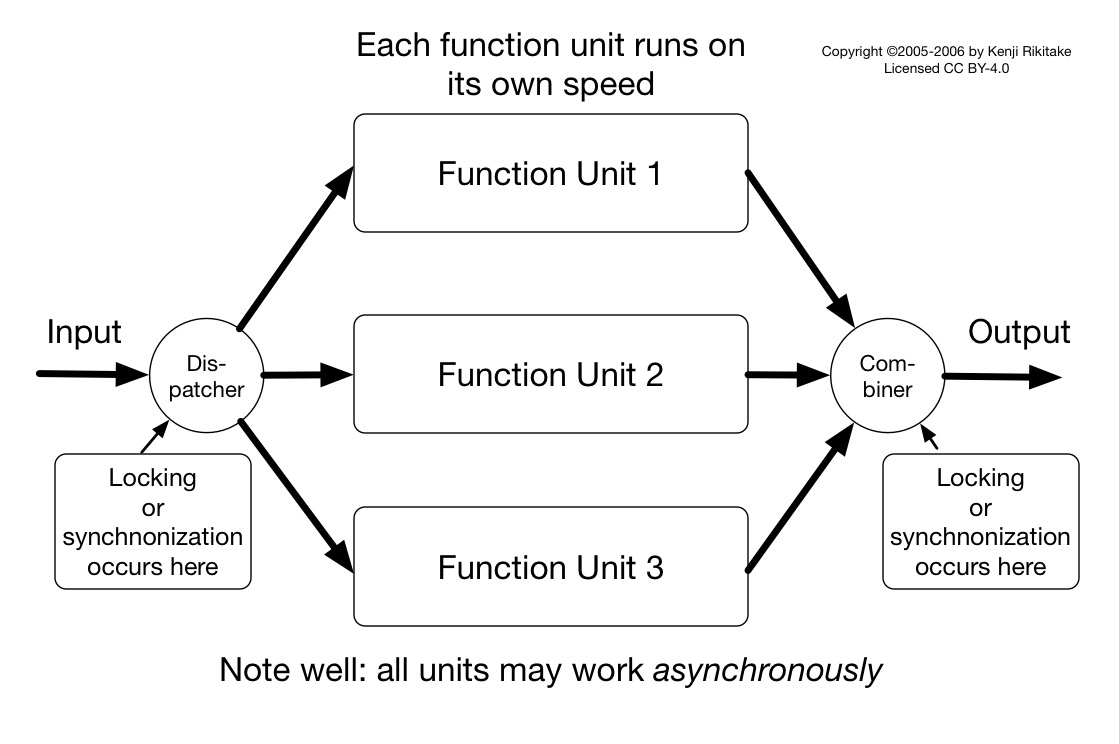 Each function unit runs on
its own speed
Copyright ©2005-2006 by Kenji Rikitake
Licensed CC BY-4.0
Function Unit 1
Input
Dis-
patcher
Function Unit 2
Com-
biner
Output
Locking
or
synchnonization
occurs here
Function Unit 3
Locking
or
synchnonization
occurs here
Note well: all units may work asynchronously